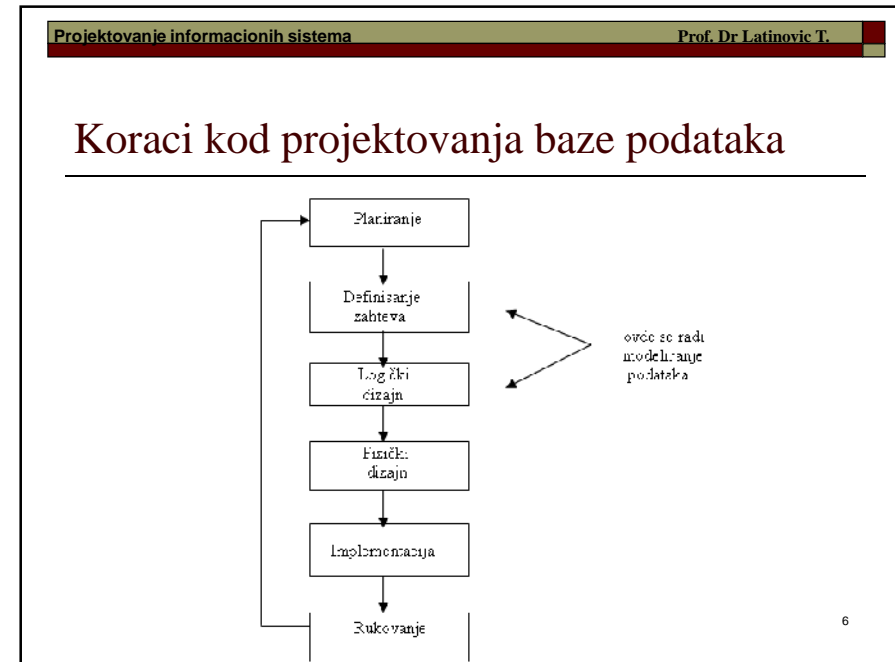 Projektovanje informacionih sistema Prof. Dr Latinovic T.
Koraci kod projektovanja baze podataka
Planiranje
Definisanje
zahteva
ovde se radi
modeliranje
podataka
Logički
dizajn
Fizički
dizajn
Implementacija
Rukovanje
6